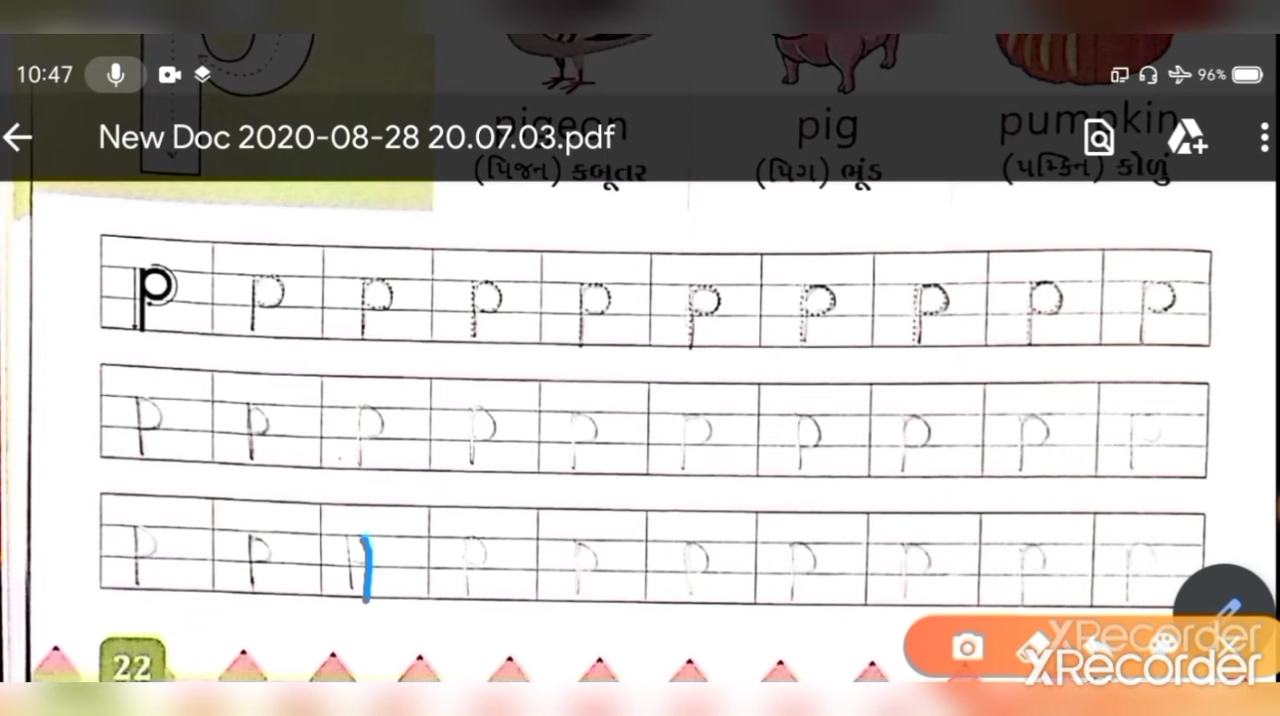 10:47 96%
New Doc 2020-08-28 20.07.03.pdf
pigeon pig pumpkin
(પિજન) કબૂતર (પિગ) ભૂંડ (પમ્કિન) કોળું
p p p p p p p p p p
p p p p p p p p p p
p p p p p p p p p p
22
XRecorder
XRecorder